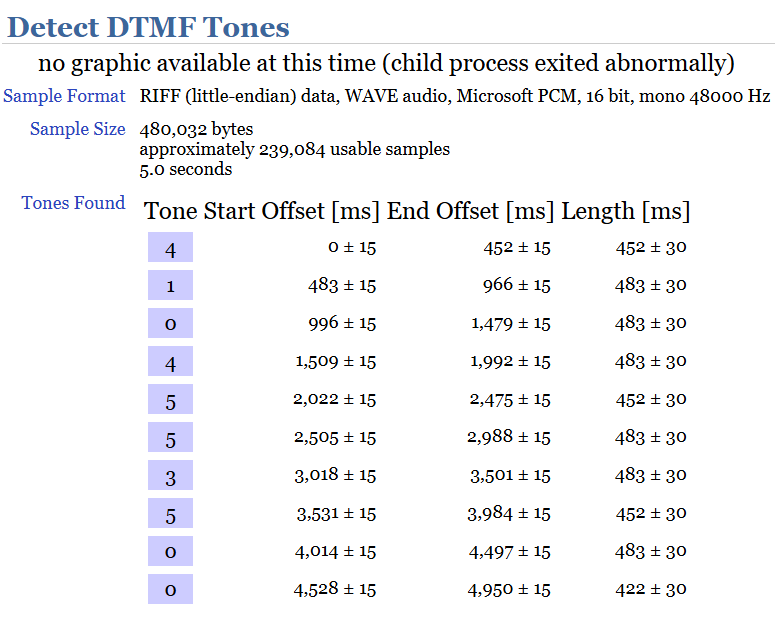 Detect DTMF Tones
no graphic available at this time (child process exited abnormally)
Sample Format RIFF (little-endian) data, WAVE audio, Microsoft PCM, 16 bit, mono 48000 Hz
Sample Size 480,032 bytes
approximately 239,084 usable samples
5.0 seconds
Tones Found
Tone Start Offset [ms] End Offset [ms] Length [ms]
4 0 ± 15 452 ± 15 452 ± 30
1 483 ± 15 966 ± 15 483 ± 30
0 996 ± 15 1,479 ± 15 483 ± 30
4 1,509 ± 15 1,992 ± 15 483 ± 30
5 2,022 ± 15 2,475 ± 15 452 ± 30
5 2,505 ± 15 2,988 ± 15 483 ± 30
3 3,018 ± 15 3,501 ± 15 483 ± 30
5 3,531 ± 15 3,984 ± 15 452 ± 30
0 4,014 ± 15 4,497 ± 15 483 ± 30
0 4,528 ± 15 4,950 ± 15 422 ± 30